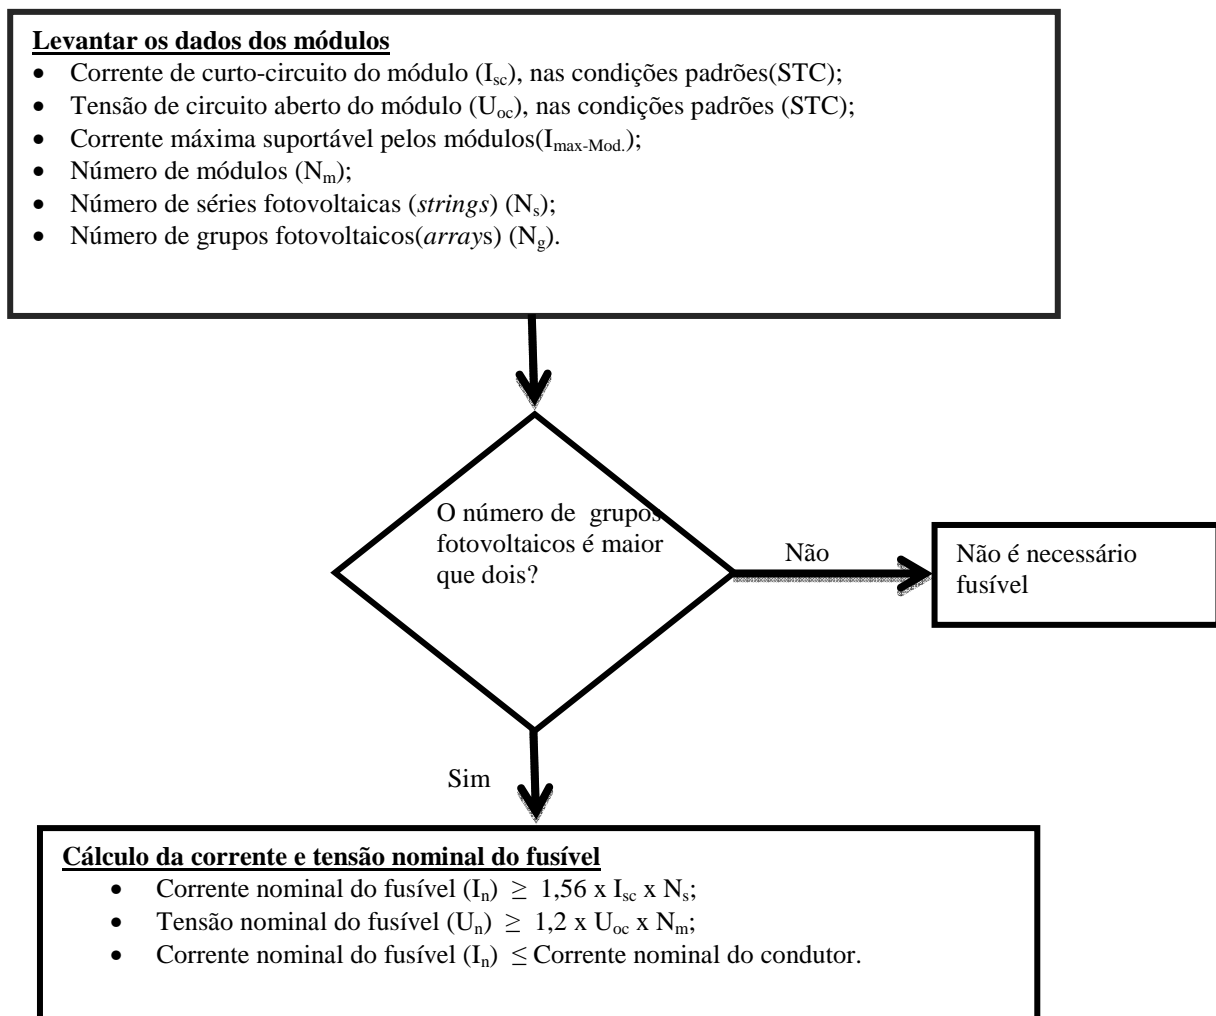 Levantar os dados dos módulos
• Corrente de curto-circuito do módulo (Isc), nas condições padrões(STC);
• Tensão de circuito aberto do módulo (Uoc), nas condições padrões (STC);
• Corrente máxima suportável pelos módulos(Imax-Mod.);
• Número de módulos (Nm);
• Número de séries fotovoltaicas (strings) (Ns);
• Número de grupos fotovoltaicos(arrays) (Ng).
O número de grupos
fotovoltaicos é maior
que dois?
Não
Não é necessário
fusível
Sim
Cálculo da corrente e tensão nominal do fusível
• Corrente nominal do fusível (In) ≥ 1,56 x Isc x Ns;
• Tensão nominal do fusível (Un) ≥ 1,2 x Uoc x Nm;
• Corrente nominal do fusível (In) ≤ Corrente nominal do condutor.